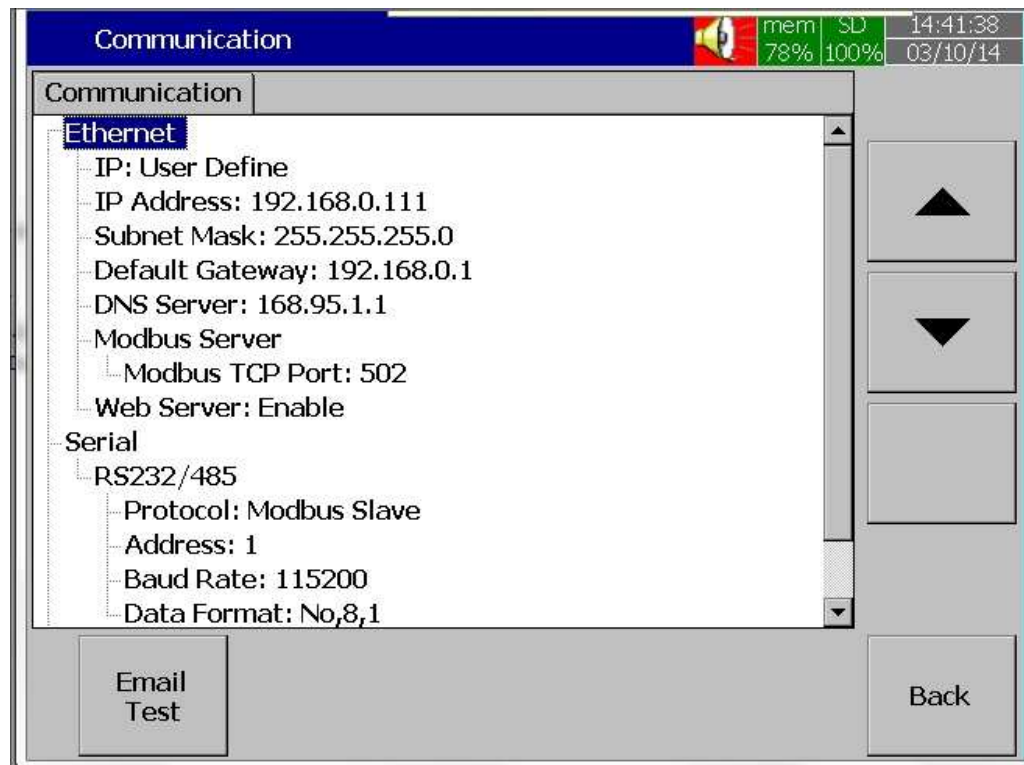 Communication
mem SD 14:41:38
78% 100% 03/10/14
Communication
Ethernet
IP: User Define
IP Address: 192.168.0.111
Subnet Mask: 255.255.255.0
Default Gateway: 192.168.0.1
DNS Server: 168.95.1.1
Modbus Server
Modbus TCP Port: 502
Web Server: Enable
Serial
RS232/485
Protocol: Modbus Slave
Address: 1
Baud Rate: 115200
Data Format: No,8,1
Email
Test
Back